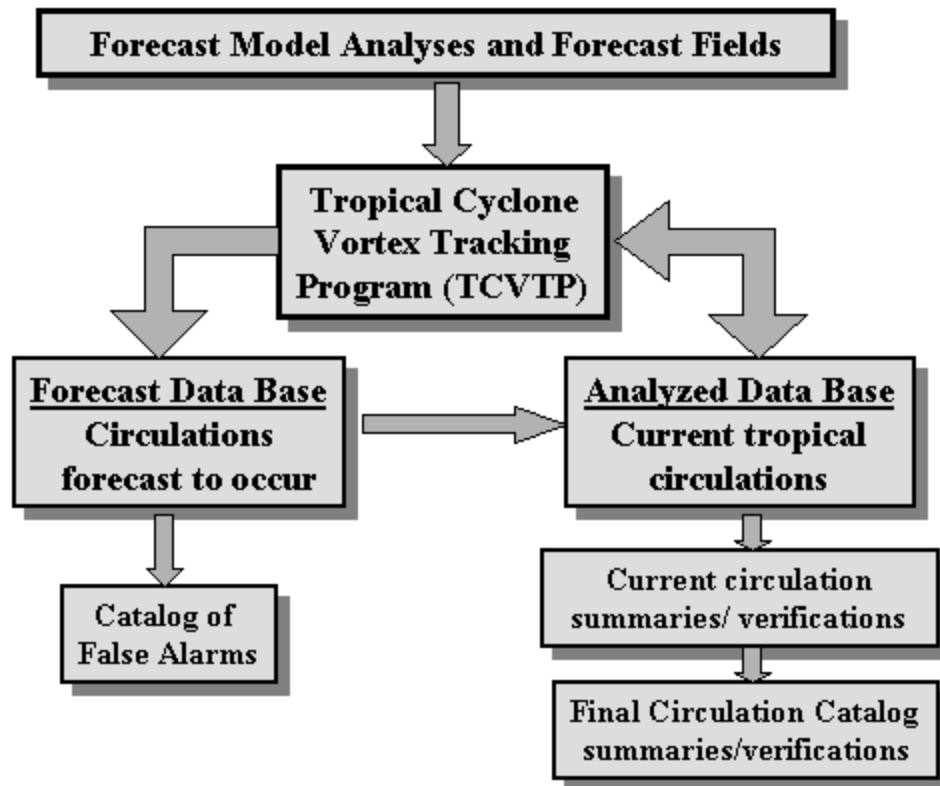 Forecast Model Analyses and Forecast Fields
Tropical Cyclone
Vortex Tracking
Program (TCVTP)
Forecast Data Base
Circulations
forecast to occur
Analyzed Data Base
Current tropical
circulations
Catalog of
False Alarms
Current circulation
summaries/ verifications
Final Circulation Catalog
summaries/verifications